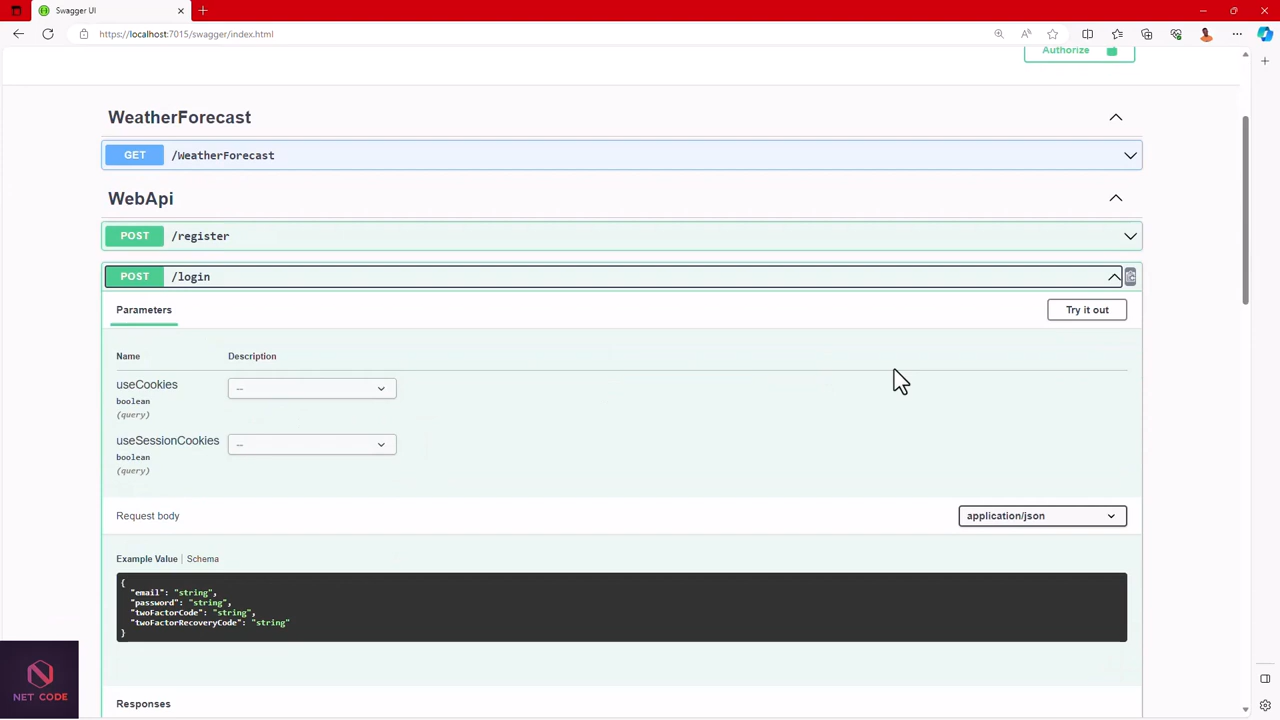 Swagger UI
https://localhost:7015/swagger/index.html
Authorize
WeatherForecast
GET /WeatherForecast
WebApi
POST /register
POST /login
Parameters
Try it out
Name Description
useCookies
--
boolean
(query)
useSessionCookies
--
boolean
(query)
Request body
application/json
Example Value | Schema
{
"email": "string",
"password": "string",
"twoFactorCode": "string",
"twoFactorRecoveryCode": "string"
}
Responses
NET CODE